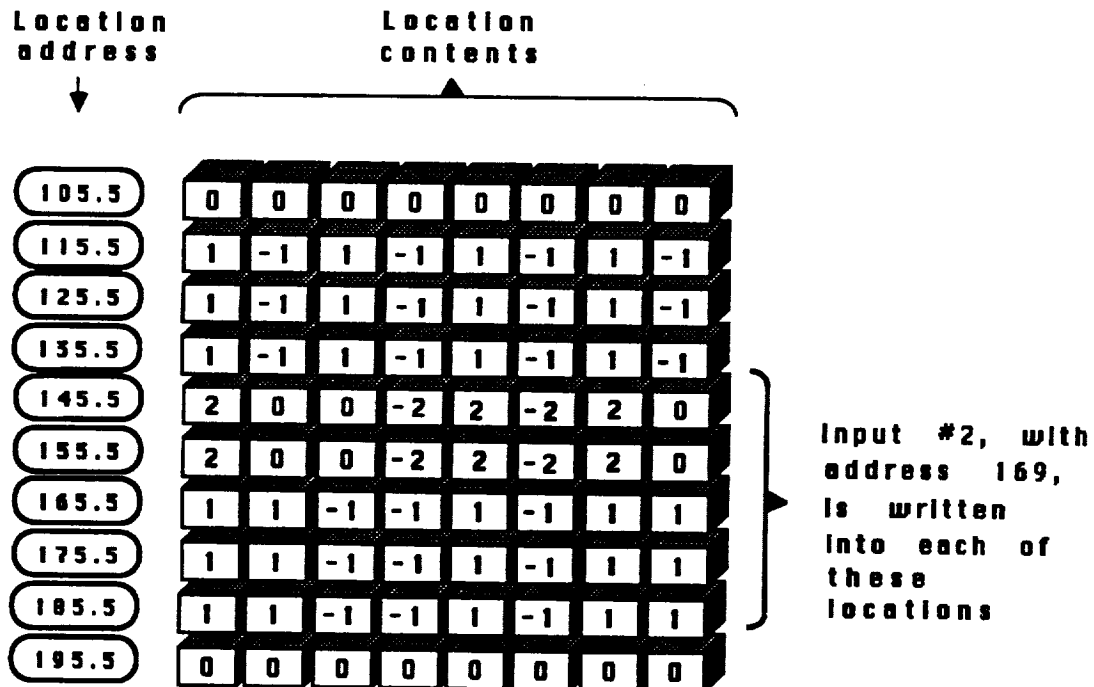 Location address
Location contents
105.5 0 0 0 0 0 0 0 0
115.5 1 -1 1 -1 1 -1 1 -1
125.5 1 -1 1 -1 1 -1 1 -1
135.5 1 -1 1 -1 1 -1 1 -1
145.5 2 0 0 -2 2 -2 2 0
155.5 2 0 0 -2 2 -2 2 0
165.5 1 1 -1 -1 1 -1 1 1
175.5 1 1 -1 -1 1 -1 1 1
185.5 1 1 -1 -1 1 -1 1 1
195.5 0 0 0 0 0 0 0 0
Input #2, with
address 169,
is written
into each of
these
locations